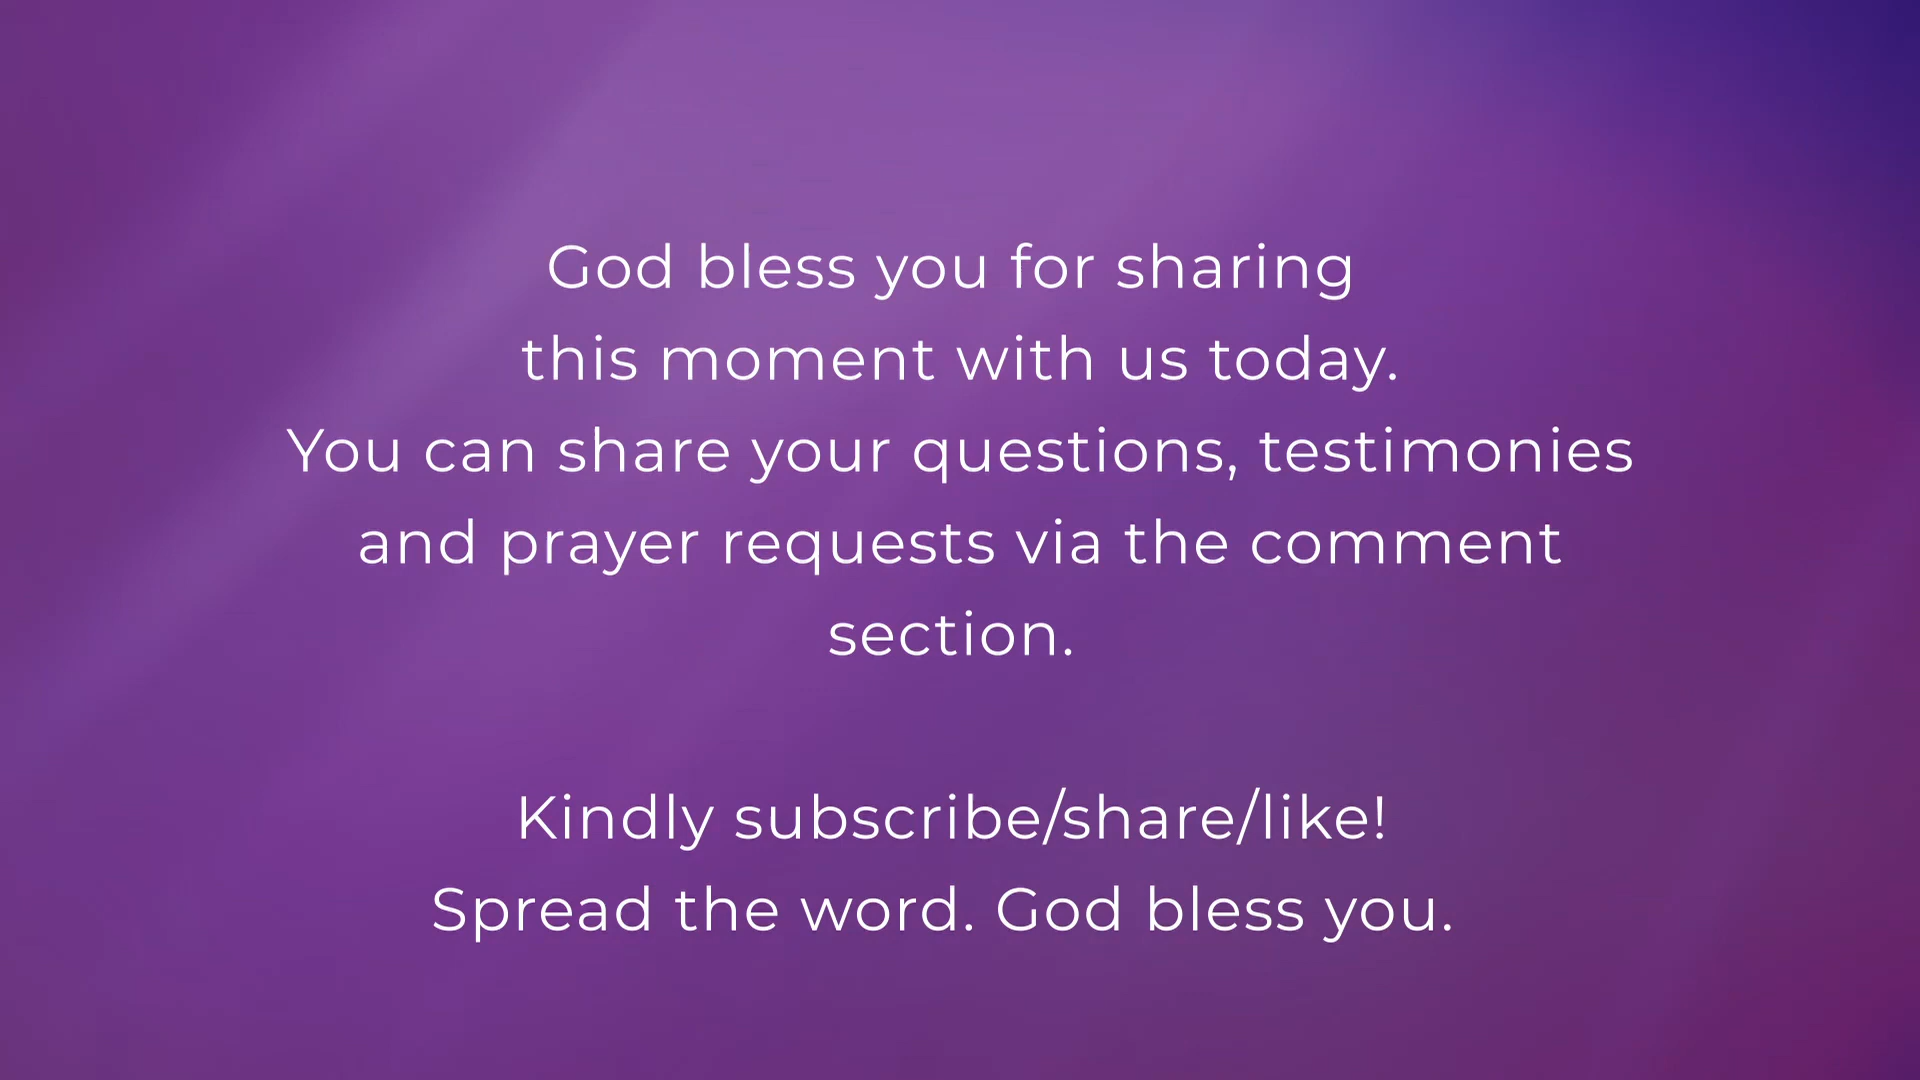 God bless you for sharing
this moment with us today.
You can share your questions, testimonies
and prayer requests via the comment
section.
Kindly subscribe/share/like!
Spread the word. God bless you.